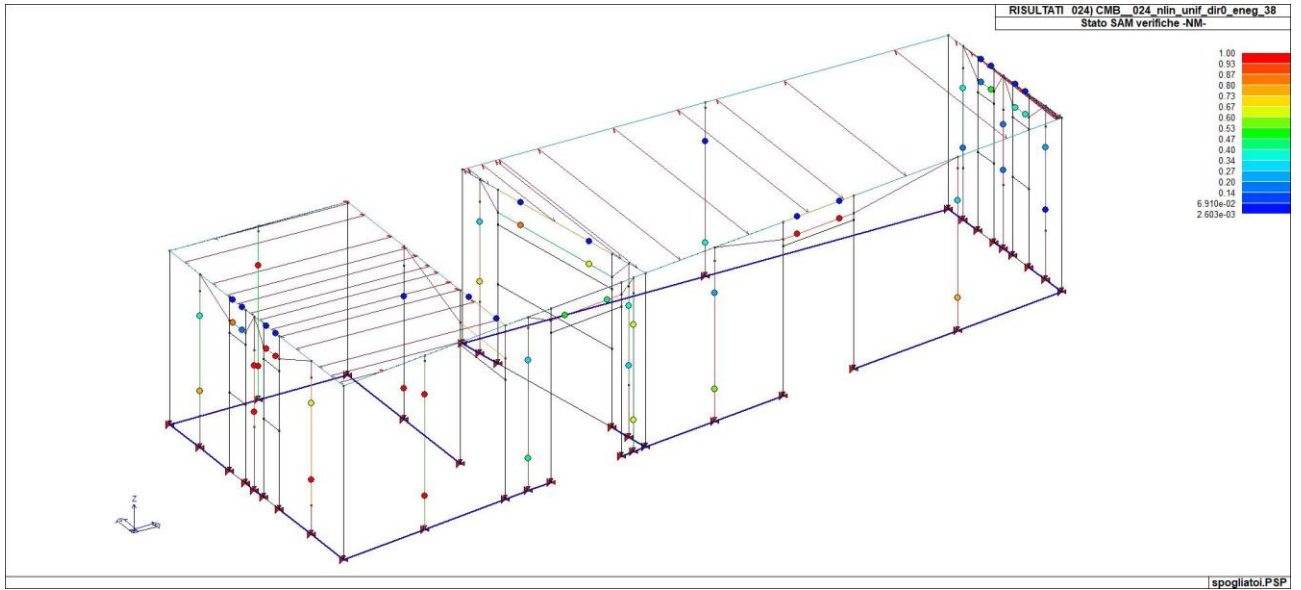 RISULTATI 024) CMB__024_nlin_unif_dir0_eneg_38
Stato SAM verifiche -NM-
1.00
0.93
0.87
0.80
0.73
0.67
0.60
0.53
0.47
0.40
0.34
0.27
0.20
0.14
6.910e-02
2.603e-03
Z
spogliatoi.PSP